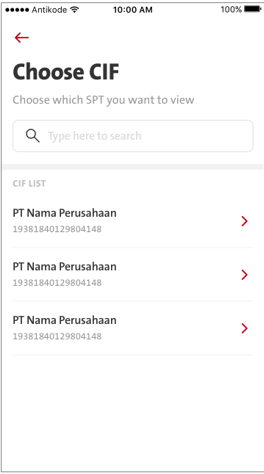 Antikode 10:00 AM 100%
Choose CIF
Choose which SPT you want to view
Type here to search
CIF LIST
PT Nama Perusahaan
19381840129804148
PT Nama Perusahaan
19381840129804148
PT Nama Perusahaan
19381840129804148